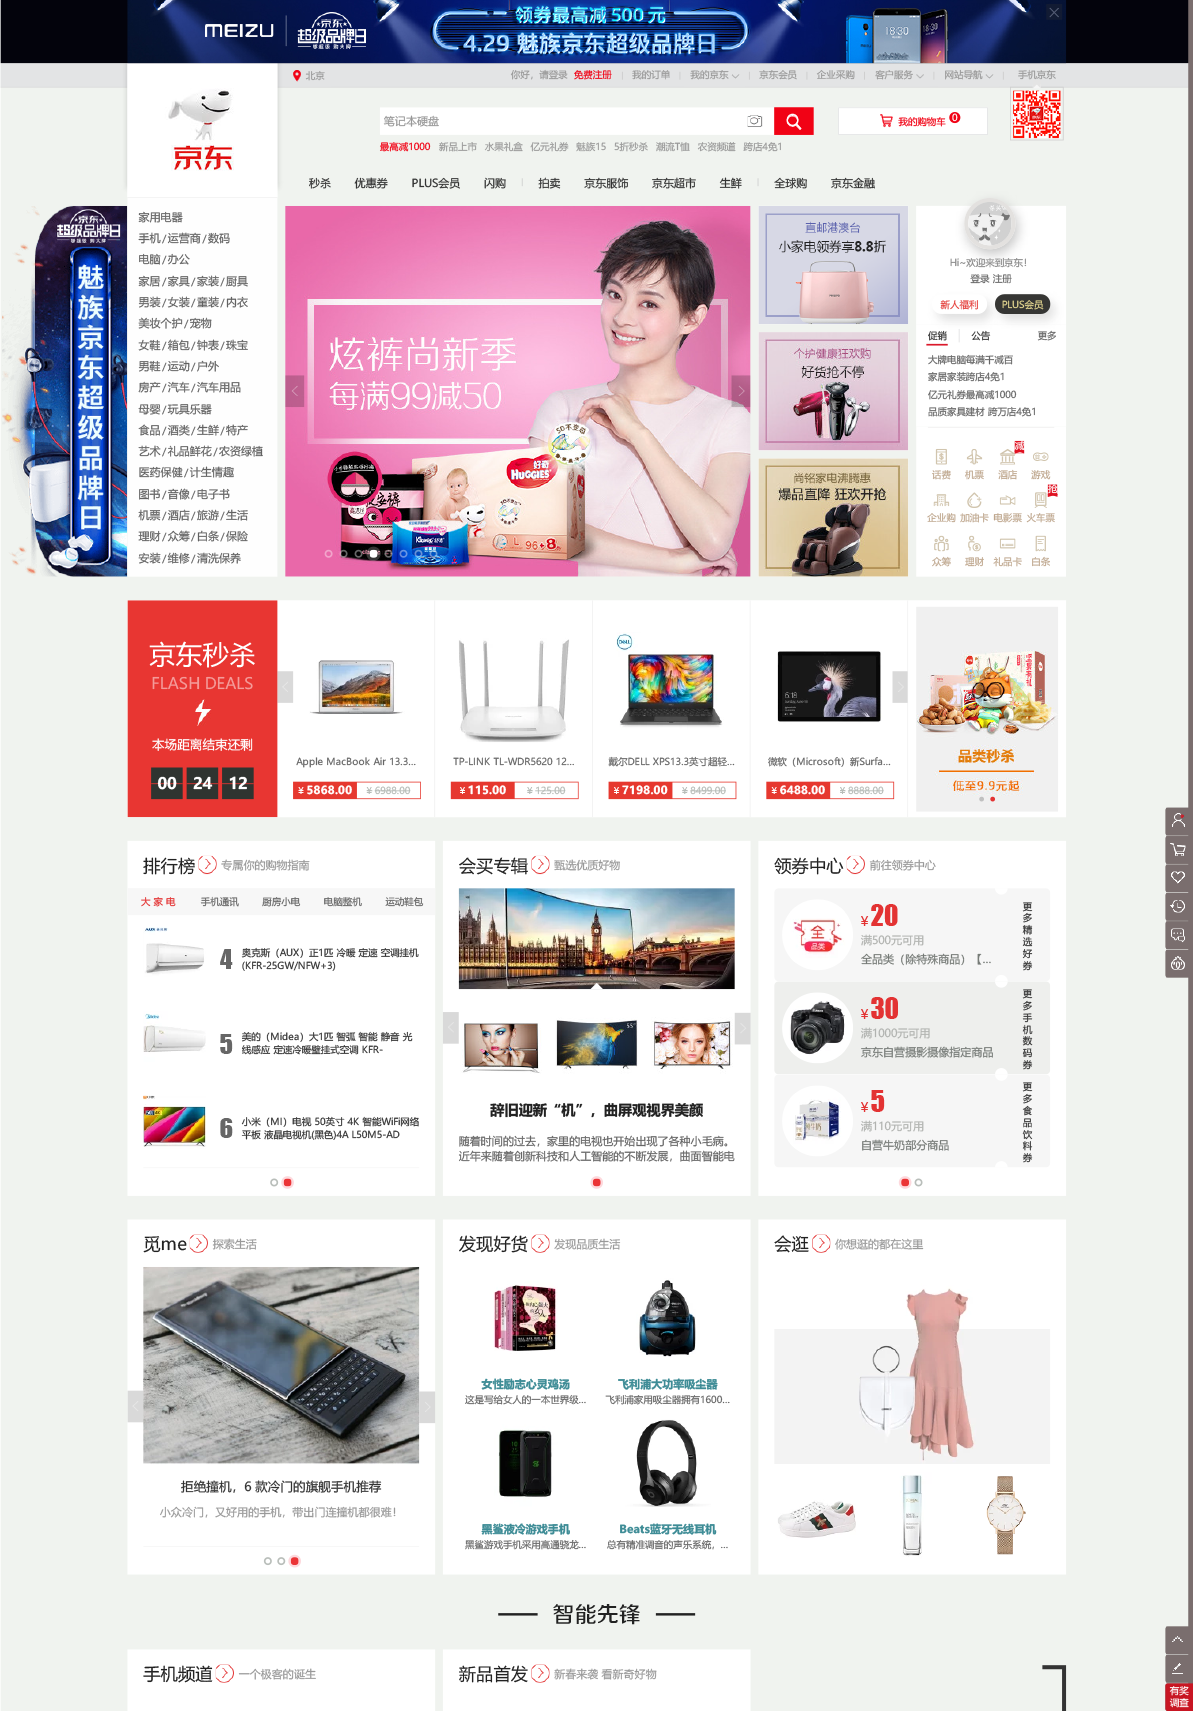 MEIZU
京东
超级品牌日
领券最高减 500 元
4.29 魅族京东超级品牌日
18:30
北京
你好，请登录 免费注册
我的订单
我的京东
京东会员
企业采购
客户服务
网站导航
手机京东
京东
笔记本硬盘
我的购物车 0
最高减1000 新品上市 水果礼盒 亿元礼券 魅族15 5折秒杀 潮流T恤 农资频道 跨店4免1
秒杀 优惠券 PLUS会员 闪购 拍卖 京东服饰 京东超市 生鲜 全球购 京东金融
京东
超级品牌日
魅族京东超级品牌日
家用电器
手机/运营商/数码
电脑/办公
家居/家具/家装/厨具
男装/女装/童装/内衣
美妆个护/宠物
女鞋/箱包/钟表/珠宝
男鞋/运动/户外
房产/汽车/汽车用品
母婴/玩具乐器
食品/酒类/生鲜/特产
艺术/礼品鲜花/农资绿植
医药保健/计生情趣
图书/音像/电子书
机票/酒店/旅游/生活
理财/众筹/白条/保险
安装/维修/清洗保养
炫裤尚新季
每满99减50
好奇
HUGGIES
L 96+8
直邮港澳台
小家电领券享8.8折
个护健康狂欢购
好货抢不停
尚铭家电沸腾惠
爆品直降 狂欢开抢
Hi~欢迎来到京东！
登录 注册
新人福利
PLUS会员
促销 公告 更多
大牌电脑每满千减百
家居家装跨店4免1
亿元礼券最高减1000
品质家具建材 跨万店4免1
话费 机票 酒店 游戏
企业购 加油卡 电影票 火车票
众筹 理财 礼品卡 白条
京东秒杀
FLASH DEALS
本场距离结束还剩
00 24 12
Apple MacBook Air 13.3...
¥ 5868.00 ¥ 6988.00
TP-LINK TL-WDR5620 12...
¥ 115.00 ¥ 125.00
DELL
戴尔DELL XPS13.3英寸超轻...
¥ 7198.00 ¥ 8499.00
微软（Microsoft）新Surfa...
¥ 6488.00 ¥ 8888.00
品类秒杀
低至9.9元起
排行榜 专属你的购物指南
大家电 手机通讯 厨房小电 电脑整机 运动鞋包
AUX
4
奥克斯（AUX）正1匹 冷暖 定速 空调挂机
(KFR-25GW/NFW+3)
Midea
5
美的（Midea）大1匹 智弧 智能 静音 光
线感应 定速冷暖壁挂式空调 KFR-
6
小米（MI）电视 50英寸 4K 智能WiFi网络
平板 液晶电视机(黑色)4A L50M5-AD
会买专辑 甄选优质好物
55"
辞旧迎新“机”，曲屏观视界美颜
随着时间的过去，家里的电视也开始出现了各种小毛病。
近年来随着创新科技和人工智能的不断发展，曲面智能电
领券中心 前往领券中心
全
品类
¥20
满500元可用
全品类（除特殊商品）【...
更多精选好券
¥30
满1000元可用
京东自营摄影摄像指定商品
更多手机数码券
¥5
满110元可用
自营牛奶部分商品
更多食品饮料券
觅me 探索生活
拒绝撞机，6 款冷门的旗舰手机推荐
小众冷门，又好用的手机，带出门连撞机都很难！
发现好货 发现品质生活
女性励志心灵鸡汤
这是写给女人的一本世界级...
飞利浦大功率吸尘器
飞利浦家用吸尘器拥有1600...
黑鲨液冷游戏手机
黑鲨游戏手机采用高通骁龙...
Beats蓝牙无线耳机
总有精准调音的声乐系统，...
会逛 你想逛的都在这里
智能先锋
手机频道 一个极客的诞生
新品首发 新春来袭 看新奇好物
有奖
调查